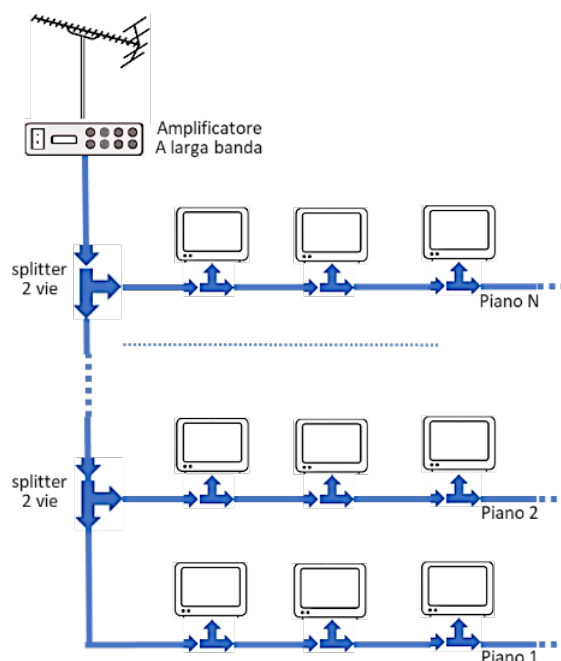 Amplificatore
A larga banda
splitter
2 vie
Piano N
splitter
2 vie
Piano 2
Piano 1